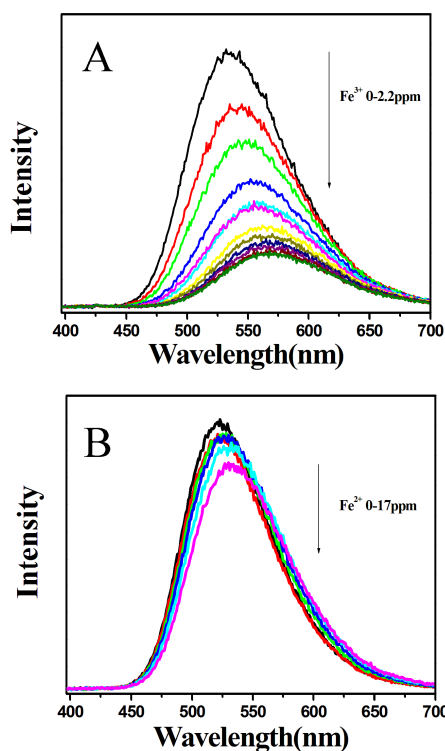 A
Fe³⁺ 0-2.2ppm
Intensity
400 450 500 550 600 650 700
Wavelength(nm)
B
Fe²⁺ 0-17ppm
Intensity
400 450 500 550 600 650 700
Wavelength(nm)